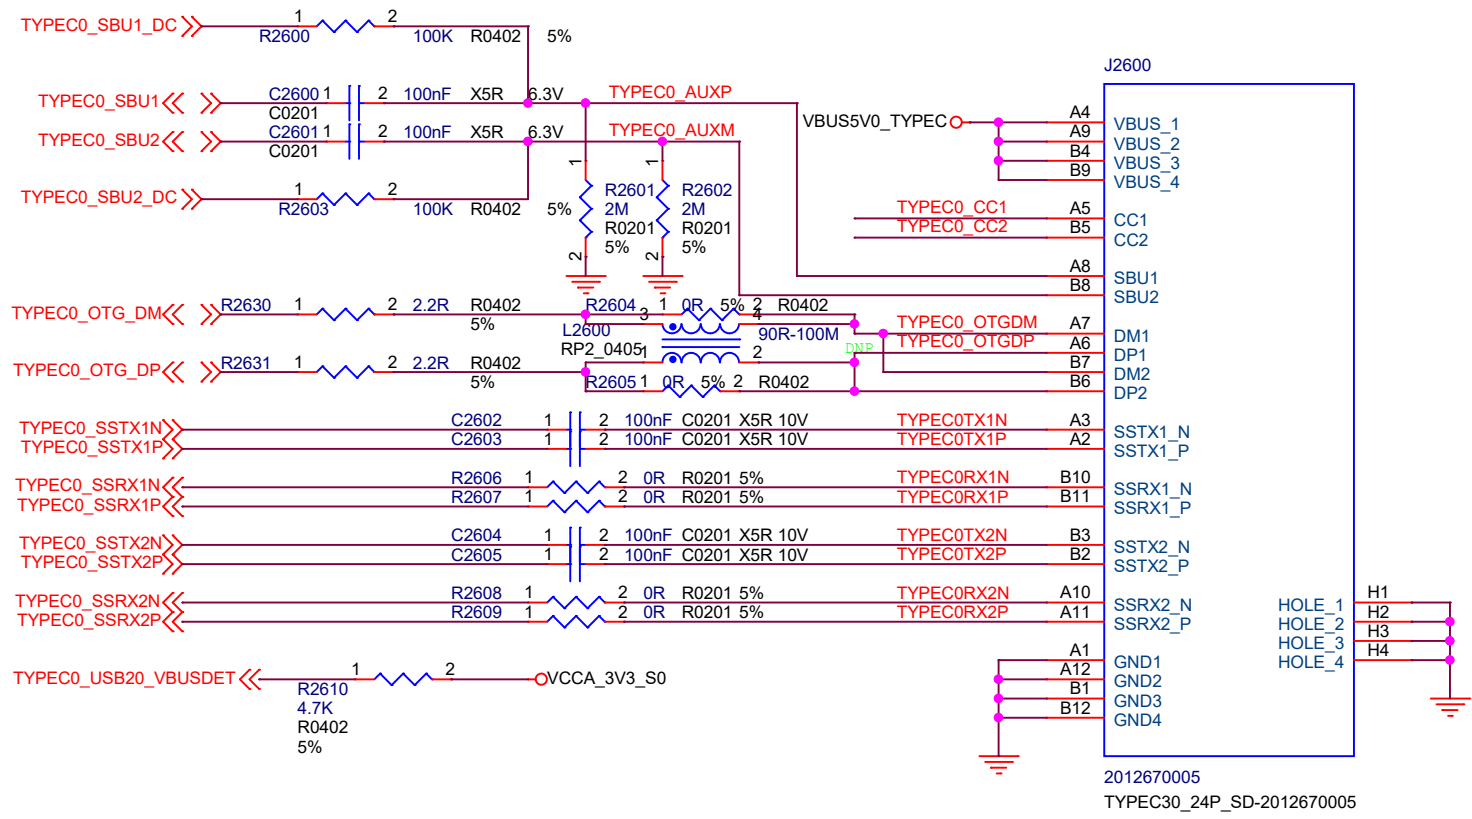 TYPEC0_SBU1_DC 1 2 R2600 100K R0402 5%
TYPEC0_SBU1 C2600 1 2 100nF X5R 6.3V TYPEC0_AUXP
C0201
TYPEC0_SBU2 C2601 1 2 100nF X5R 6.3V TYPEC0_AUXM
C0201
TYPEC0_SBU2_DC 1 2 R2603 100K R0402 5%
1 R2601 2 2M R0201 5%
1 R2602 2 2M R0201 5%
TYPEC0_OTG_DM R2630 1 2 2.2R R0402 5%
R2604 1 0R 5% 2 R0402
3 4
L2600 90R-100M
RP2_0405 1 2
DNP
TYPEC0_OTG_DP R2631 1 2 2.2R R0402 5%
R2605 1 0R 5% 2 R0402
TYPEC0_SSTX1N C2602 1 2 100nF C0201 X5R 10V TYPEC0TX1N
TYPEC0_SSTX1P C2603 1 2 100nF C0201 X5R 10V TYPEC0TX1P
TYPEC0_SSRX1N R2606 1 2 0R R0201 5% TYPEC0RX1N
TYPEC0_SSRX1P R2607 1 2 0R R0201 5% TYPEC0RX1P
TYPEC0_SSTX2N C2604 1 2 100nF C0201 X5R 10V TYPEC0TX2N
TYPEC0_SSTX2P C2605 1 2 100nF C0201 X5R 10V TYPEC0TX2P
TYPEC0_SSRX2N R2608 1 2 0R R0201 5% TYPEC0RX2N
TYPEC0_SSRX2P R2609 1 2 0R R0201 5% TYPEC0RX2P
TYPEC0_USB20_VBUSDET 1 2 VCCA_3V3_S0
R2610
4.7K
R0402
5%
J2600
VBUS5V0_TYPEC A4 VBUS_1
A9 VBUS_2
B4 VBUS_3
B9 VBUS_4
TYPEC0_CC1 A5 CC1
TYPEC0_CC2 B5 CC2
A8 SBU1
B8 SBU2
TYPEC0_OTGDM A7 DM1
TYPEC0_OTGDP A6 DP1
B7 DM2
B6 DP2
A3 SSTX1_N
A2 SSTX1_P
B10 SSRX1_N
B11 SSRX1_P
B3 SSTX2_N
B2 SSTX2_P
A10 SSRX2_N
A11 SSRX2_P
A1 GND1
A12 GND2
B1 GND3
B12 GND4
HOLE_1 H1
HOLE_2 H2
HOLE_3 H3
HOLE_4 H4
2012670005
TYPEC30_24P_SD-2012670005